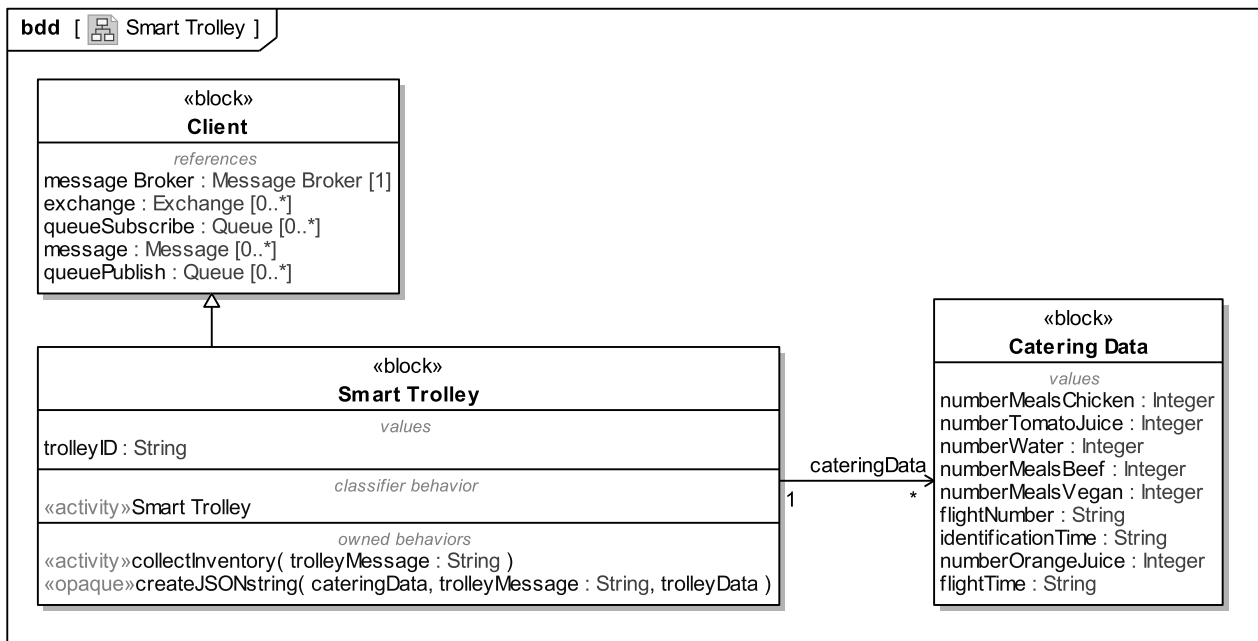 bdd [ Smart Trolley ]
«block»
Client
references
message Broker : Message Broker [1]
exchange : Exchange [0..*]
queueSubscribe : Queue [0..*]
message : Message [0..*]
queuePublish : Queue [0..*]
«block»
Smart Trolley
values
trolleyID : String
classifier behavior
«activity»Smart Trolley
owned behaviors
«activity»collectInventory( trolleyMessage : String )
«opaque»createJSONstring( cateringData, trolleyMessage : String, trolleyData )
cateringData
1
*
«block»
Catering Data
values
numberMealsChicken : Integer
numberTomatoJuice : Integer
numberWater : Integer
numberMealsBeef : Integer
numberMealsVegan : Integer
flightNumber : String
identificationTime : String
numberOrangeJuice : Integer
flightTime : String